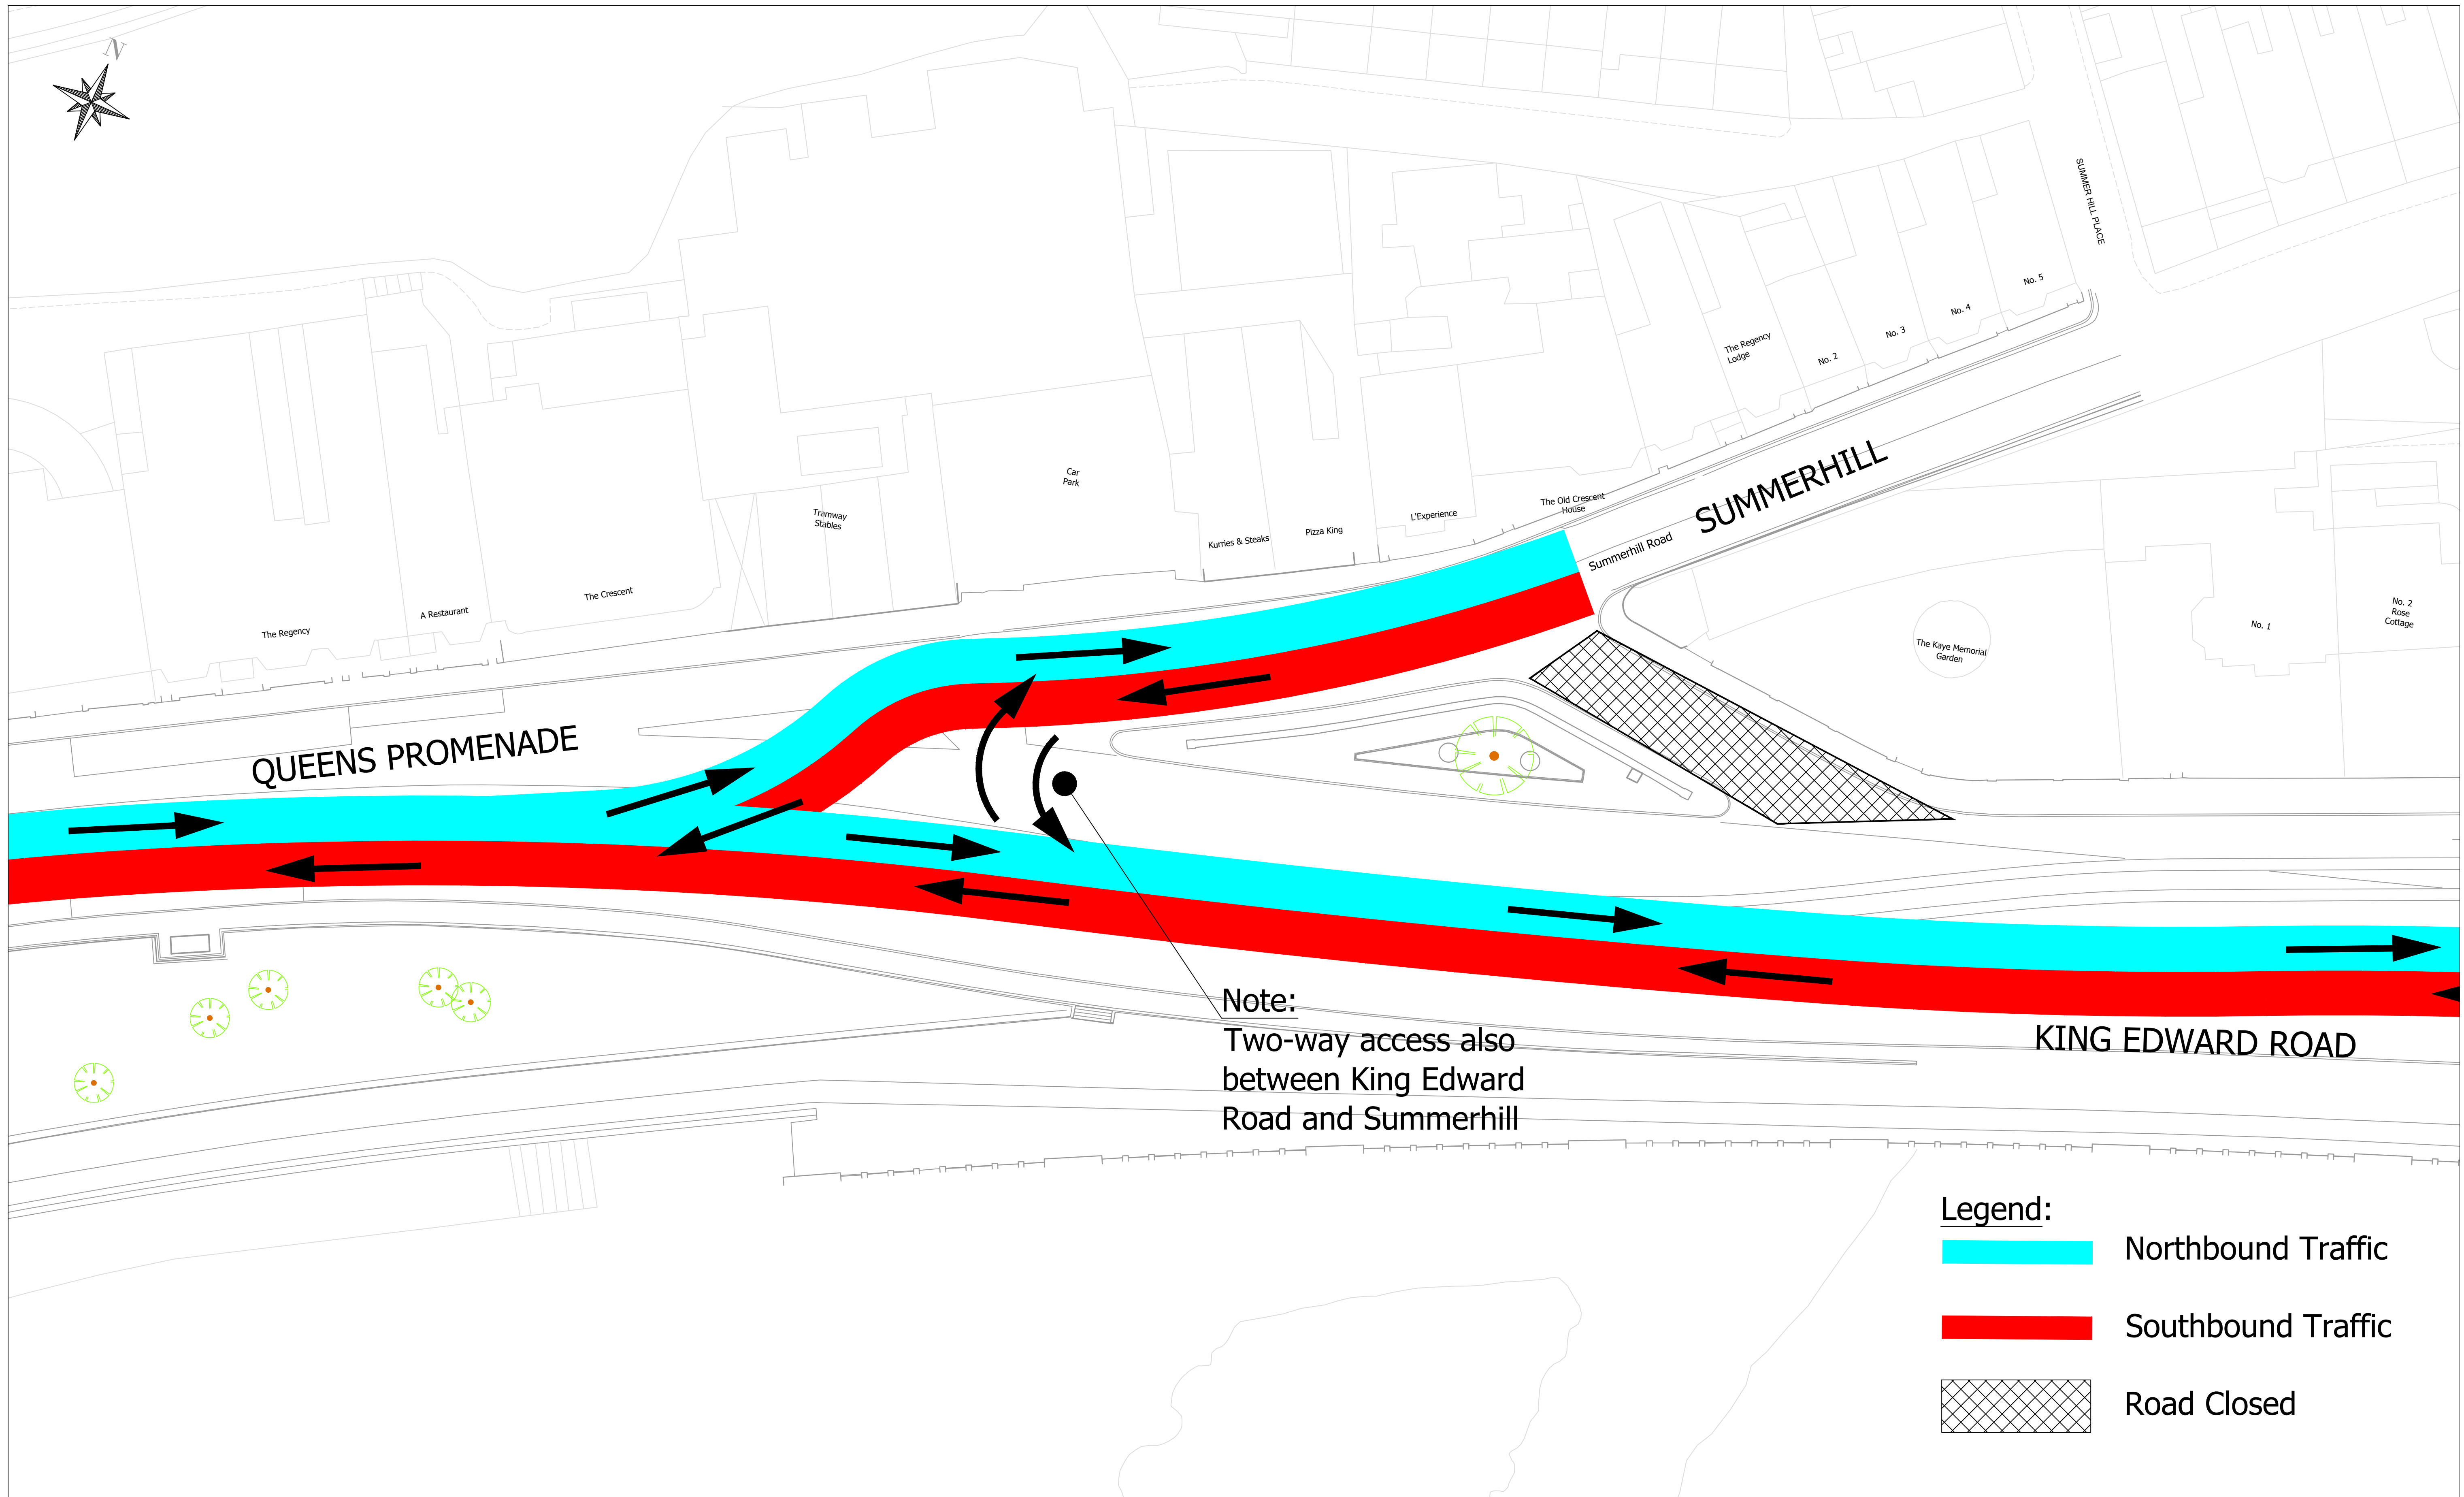 N
SUMMER HILL PLACE
No. 5
No. 4
No. 3
No. 2
The Regency
Lodge
Car
Park
Tramway
Stables
The Old Crescent
House
L'Experience
Pizza King
Kurries & Steaks
SUMMERHILL
Summerhill Road
The Crescent
A Restaurant
The Regency
The Kaye Memorial
Garden
No. 1
No. 2
Rose
Cottage
QUEENS PROMENADE
Note:
Two-way access also
between King Edward
Road and Summerhill
KING EDWARD ROAD
Legend:
Northbound Traffic
Southbound Traffic
Road Closed